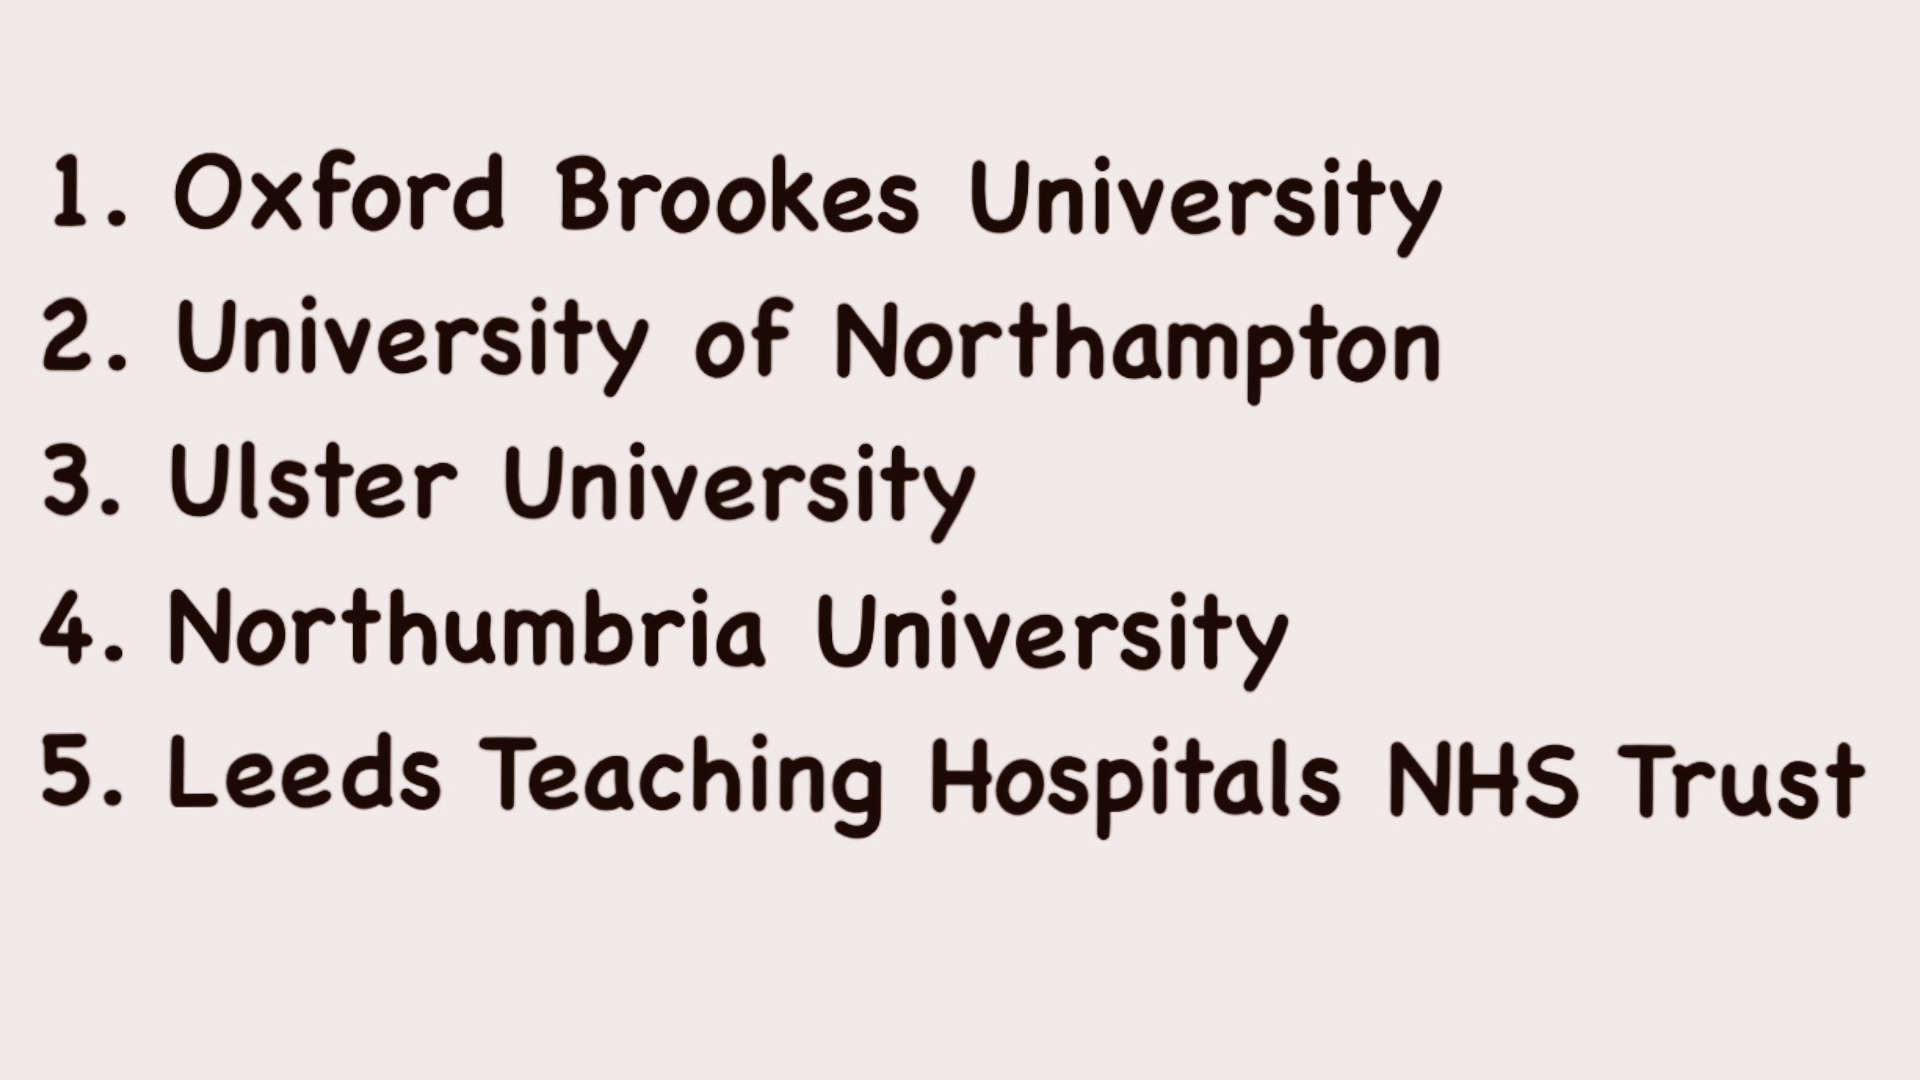 1. Oxford Brookes University
2. University of Northampton
3. Ulster University
4. Northumbria University
5. Leeds Teaching Hospitals NHS Trust